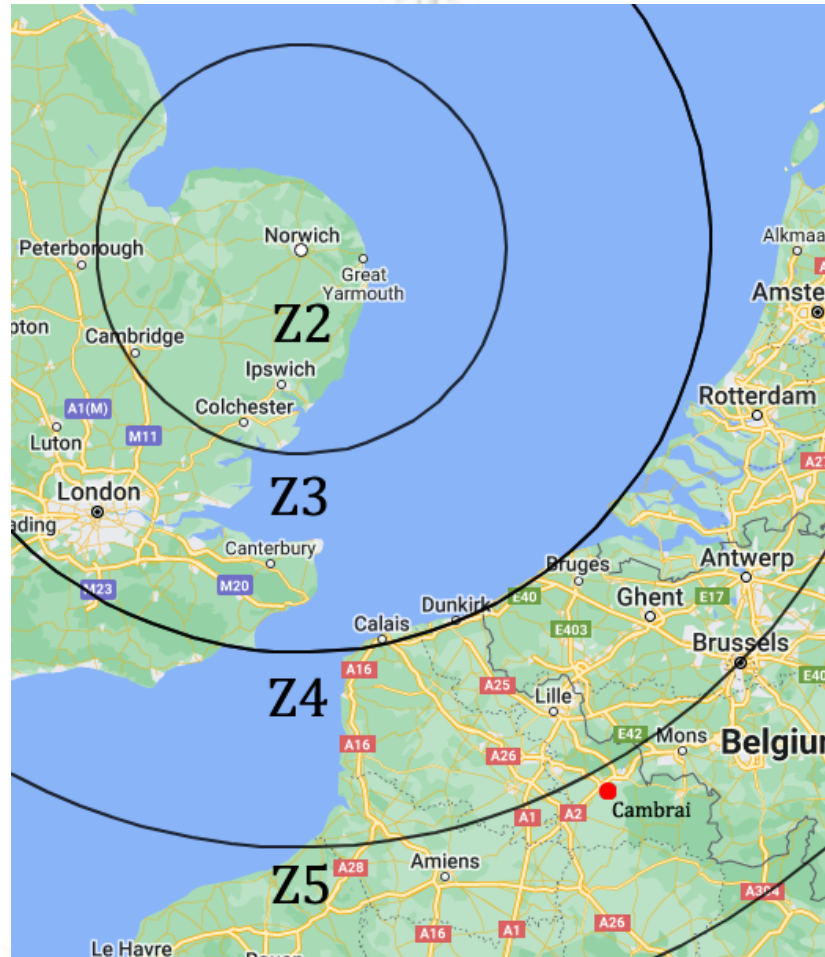 Norwich
Peterborough
Great
Yarmouth
Alkmaa
Amste
Z2
pton
Cambridge
Ipswich
Rotterdam
Colchester
A1(M)
M11
Luton
A27
Z3
London
ading
Canterbury
Antwerp
Bruges
M23
M20
E40
Ghent
E17
Dunkirk
Calais
E403
Brussels
A16
E40
A25
Z4
Lille
E42
Mons
A16
Belgiur
A26
Cambrai
A1
A2
Amiens
A28
Z5
A304
A16
A1
A26
Le Havre
Rouen